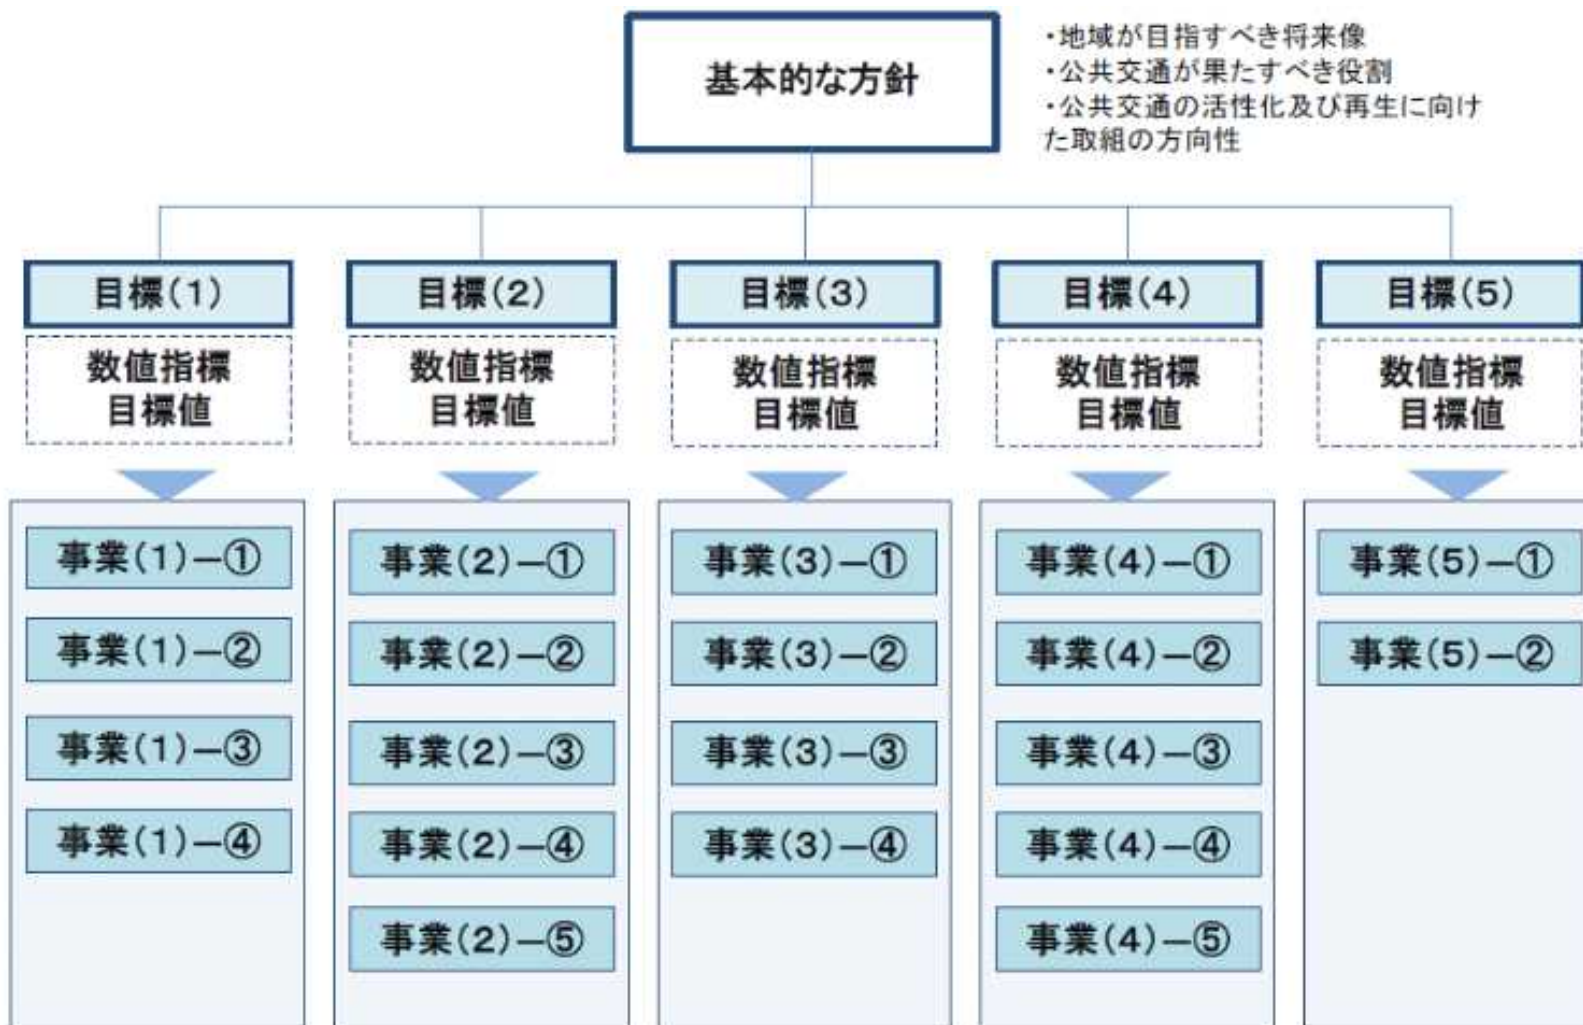 基本的な方針
・地域が目指すべき将来像
・公共交通が果たすべき役割
・公共交通の活性化及び再生に向け
た取組の方向性
目標(1)
数値指標
目標値
事業(1)－①
事業(1)－②
事業(1)－③
事業(1)－④
目標(2)
数値指標
目標値
事業(2)－①
事業(2)－②
事業(2)－③
事業(2)－④
事業(2)－⑤
目標(3)
数値指標
目標値
事業(3)－①
事業(3)－②
事業(3)－③
事業(3)－④
目標(4)
数値指標
目標値
事業(4)－①
事業(4)－②
事業(4)－③
事業(4)－④
事業(4)－⑤
目標(5)
数値指標
目標値
事業(5)－①
事業(5)－②